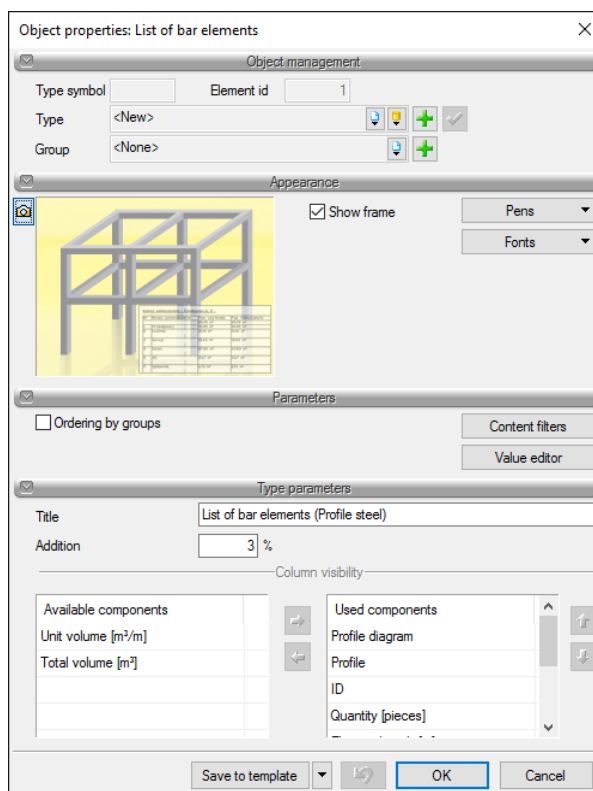 Object properties: List of bar elements
Object management
Type symbol Element id 1
Type <New>
Group <None>
Appearance
Show frame Pens
Fonts
Parameters
Ordering by groups Content filters
Value editor
Type parameters
Title List of bar elements (Profile steel)
Addition 3 %
Column visibility
Available components Used components
Unit volume [m³/m] Profile diagram
Total volume [m³] Profile
ID
Quantity [pieces]
Save to template OK Cancel